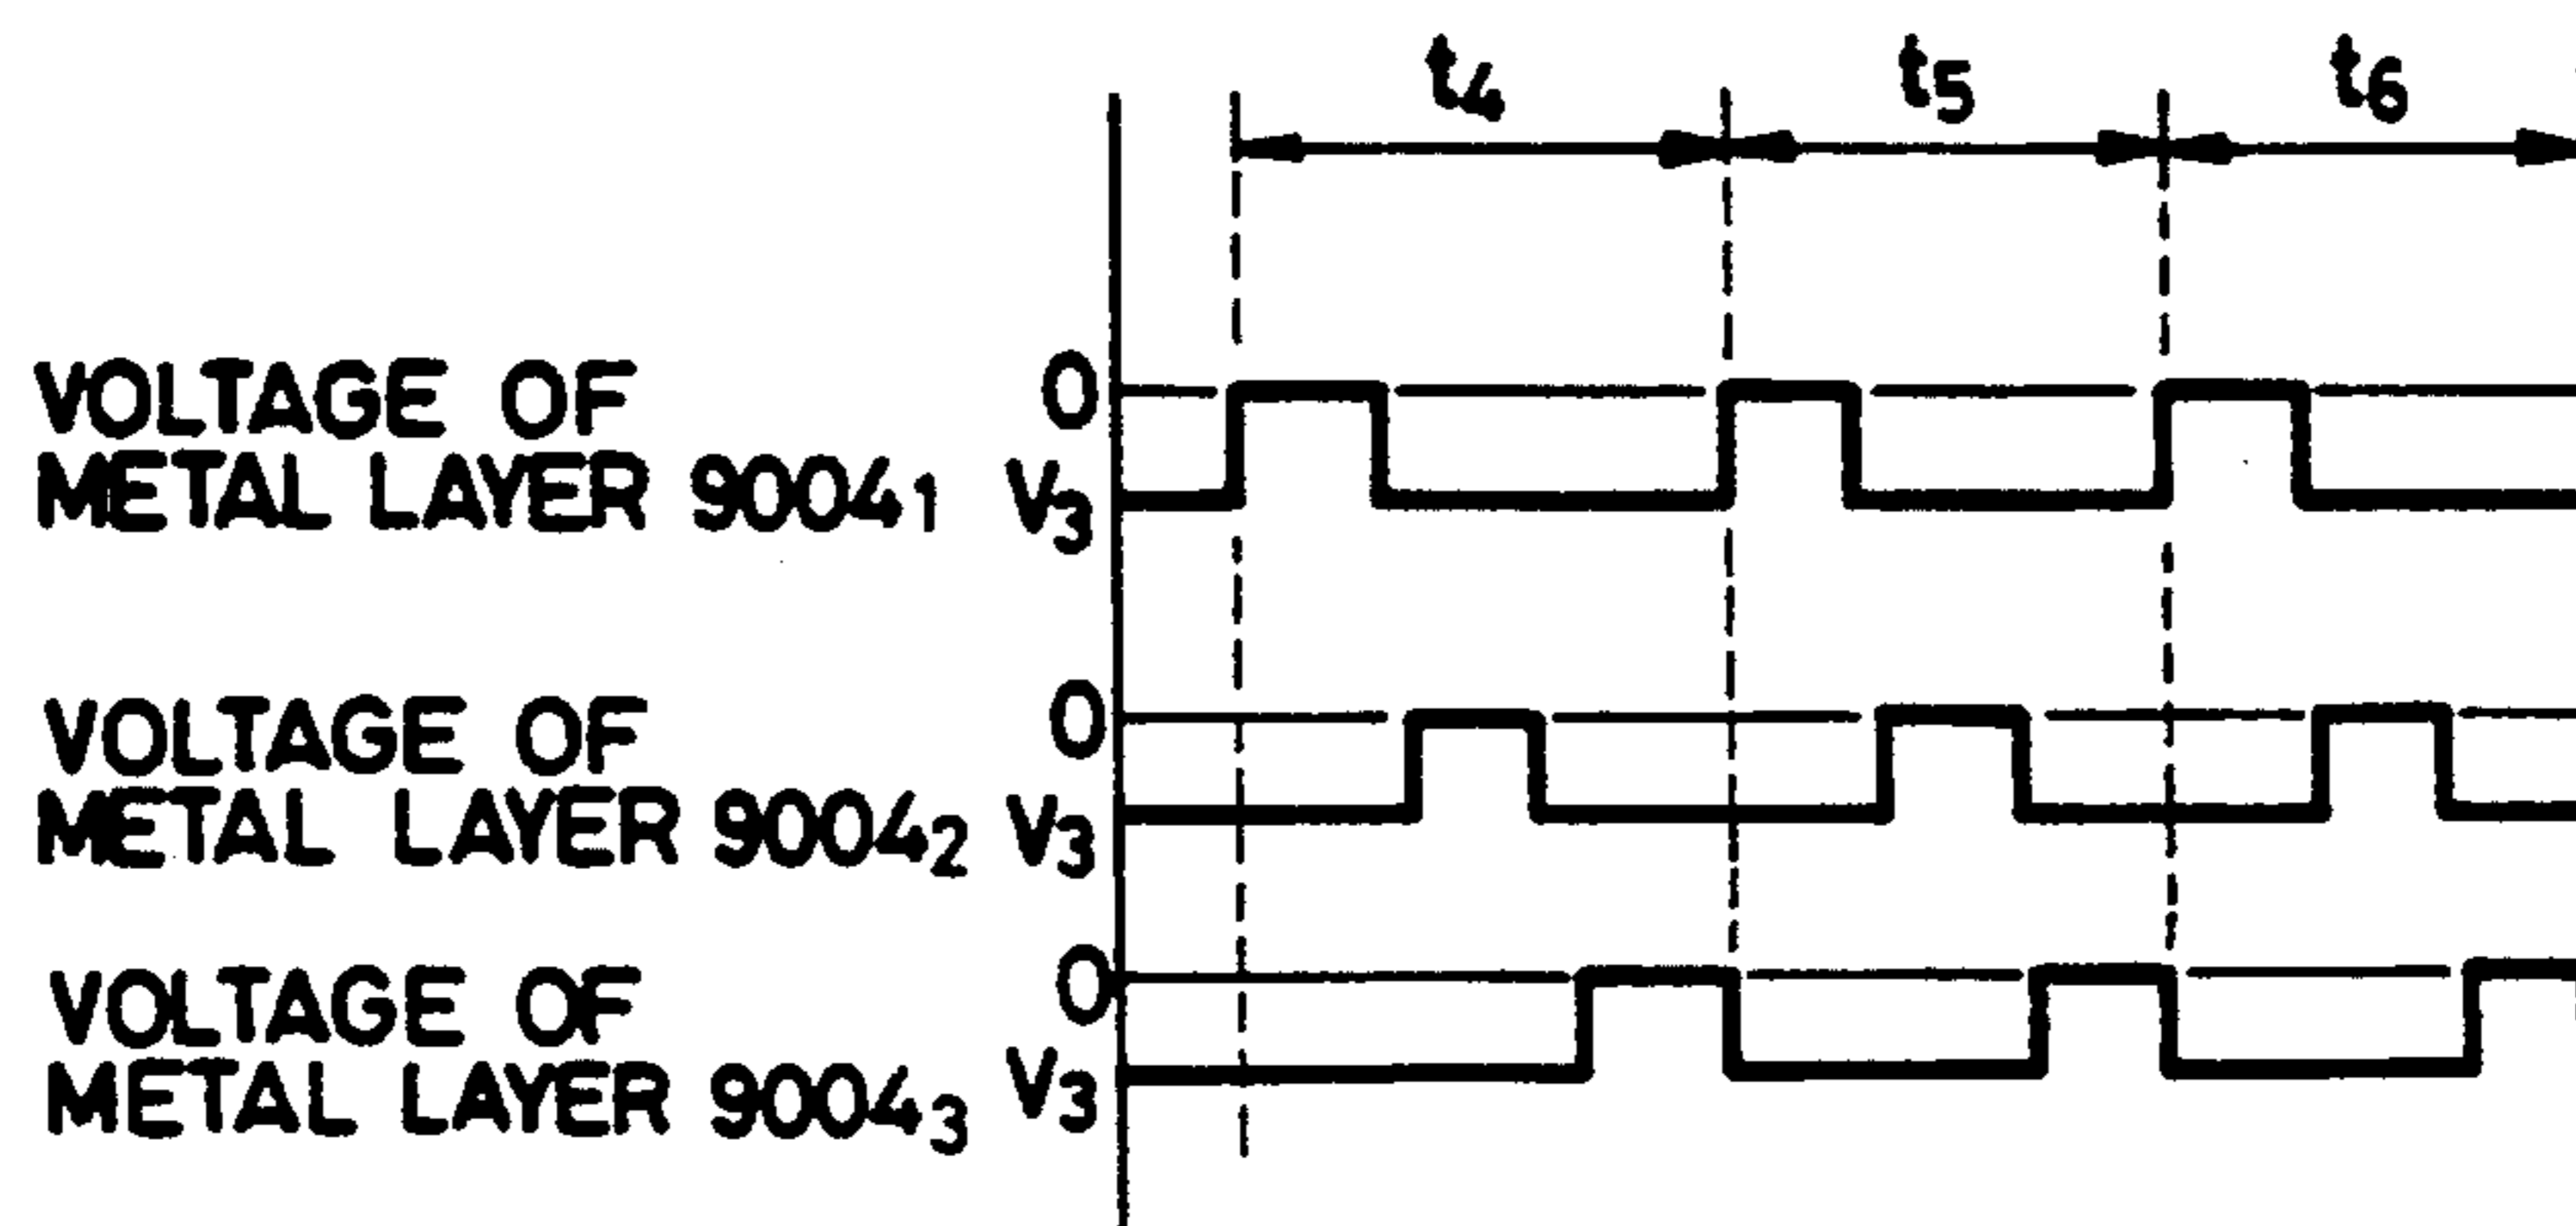 t4 t5 t6
VOLTAGE OF
METAL LAYER 90041
0
V3
VOLTAGE OF
METAL LAYER 90042
0
V3
VOLTAGE OF
METAL LAYER 90043
0
V3